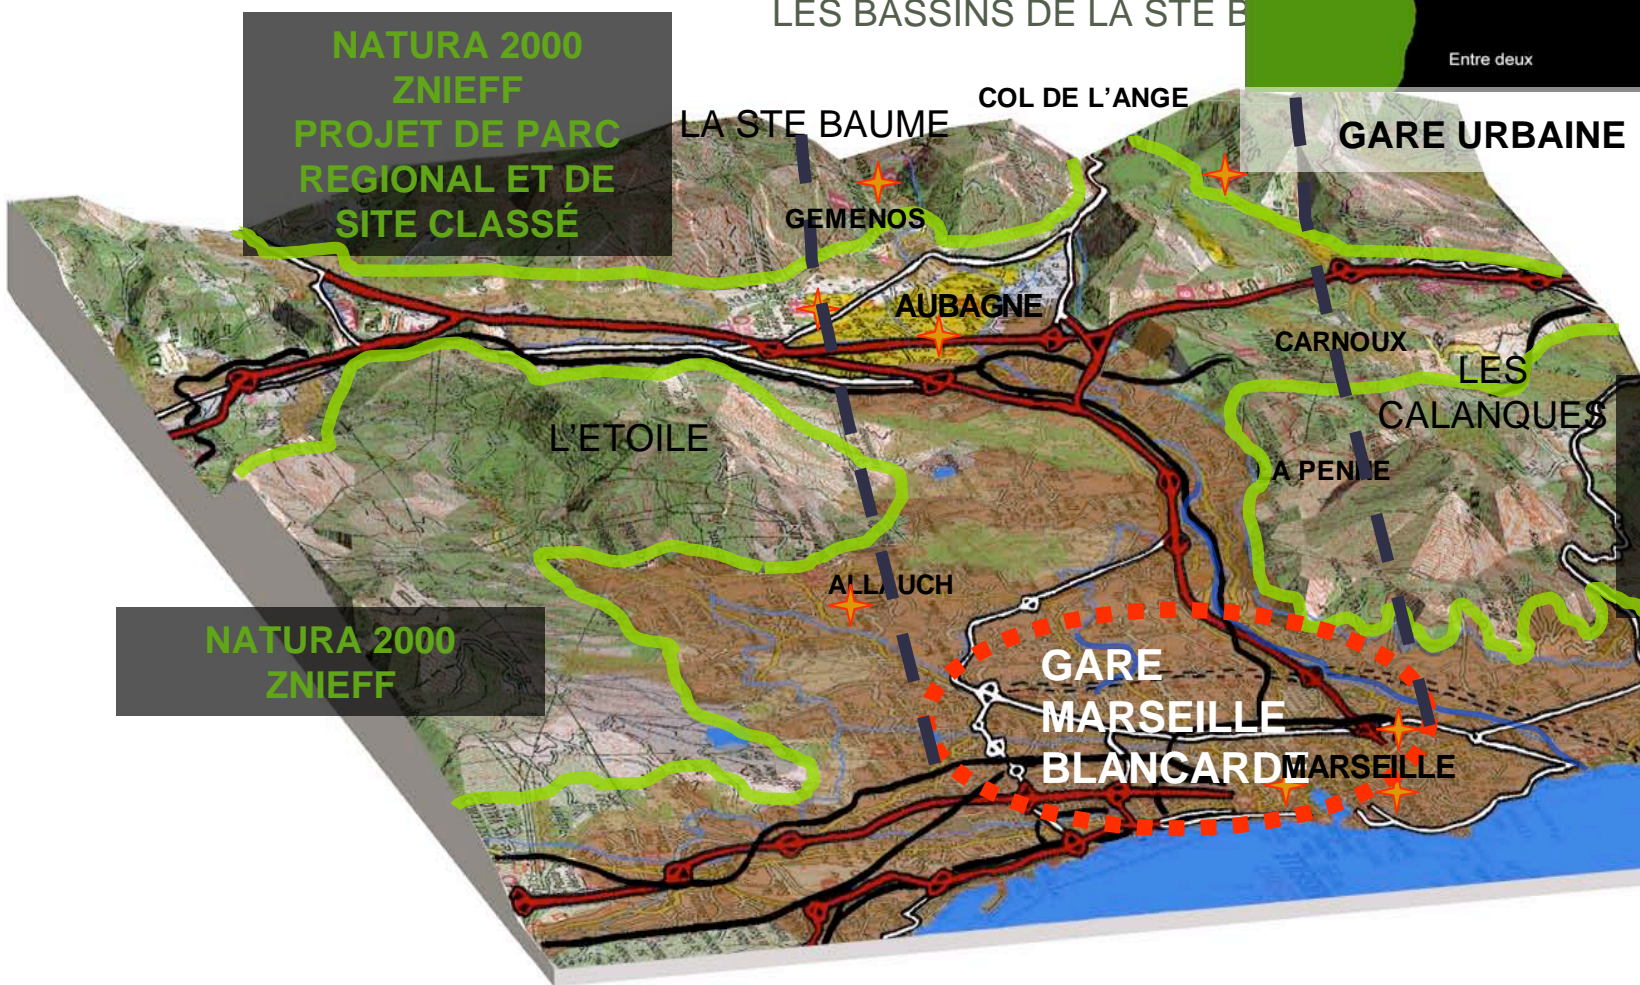 LES BASSINS DE LA STE B
Entre deux
NATURA 2000
ZNIEFF
PROJET DE PARC
REGIONAL ET DE
SITE CLASSÉ
LA STE BAUME
COL DE L'ANGE
GARE URBAINE
GEMENOS
AUBAGNE
CARNOUX
LES
CALANQUES
L'ETOILE
LA PENNE
ALLAUCH
NATURA 2000
ZNIEFF
GARE
MARSEILLE
BLANCARDE
MARSEILLE